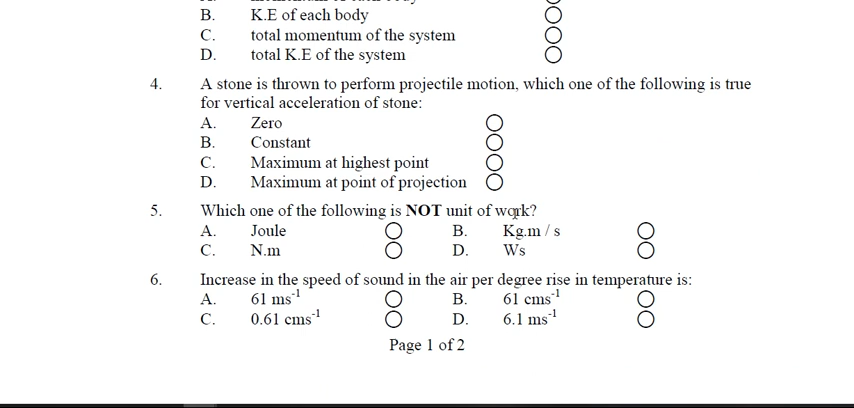 B. K.E of each body
C. total momentum of the system
D. total K.E of the system
4. A stone is thrown to perform projectile motion, which one of the following is true
for vertical acceleration of stone:
A. Zero
B. Constant
C. Maximum at highest point
D. Maximum at point of projection
5. Which one of the following is NOT unit of work?
A. Joule B. Kg.m / s
C. N.m D. Ws
6. Increase in the speed of sound in the air per degree rise in temperature is:
A. 61 ms⁻¹ B. 61 cms⁻¹
C. 0.61 cms⁻¹ D. 6.1 ms⁻¹
Page 1 of 2